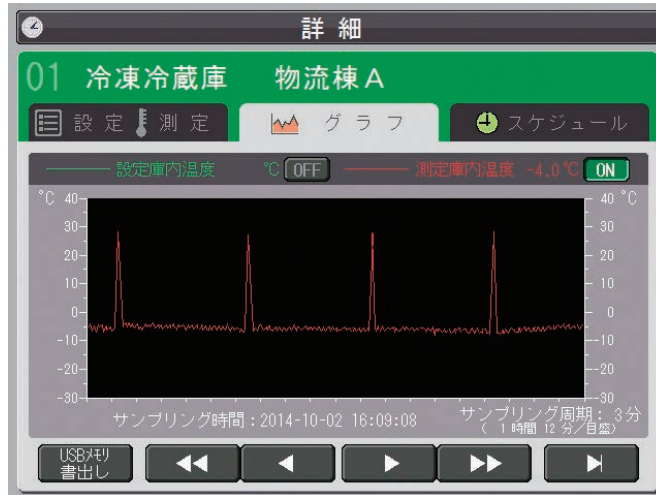 詳細
01 冷凍冷蔵庫 物流棟A
設定 測定 グラフ スケジュール
設定庫内温度 ℃ OFF 測定庫内温度 -4.0℃ ON
℃ 40 40 ℃
30 30
20 20
10 10
0 0
-10 -10
-20 -20
-30 -30
サンプリング時間:2014-10-02 16:09:08 サンプリング周期: 3分
( 1時間 12 分/目盛)
USBメモリ
書出し